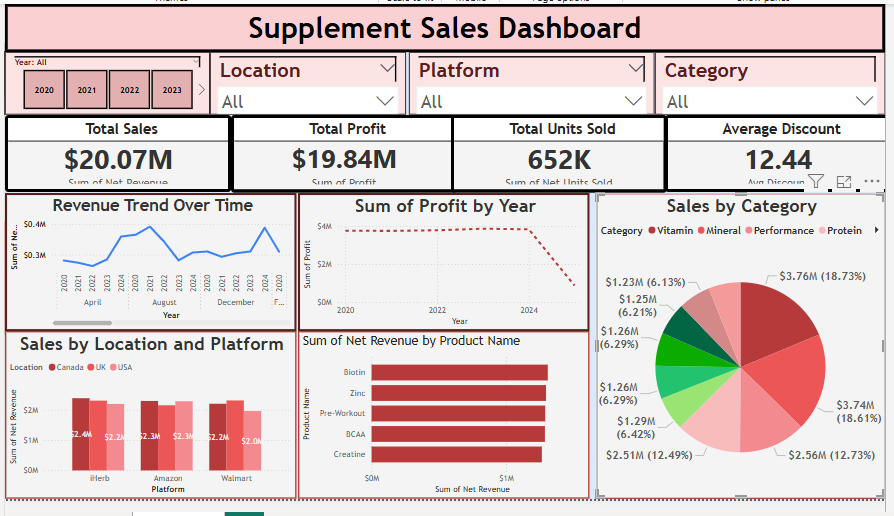 Supplement Sales Dashboard
Year: All
2020
2021
2022
2023
Location
All
Platform
All
Category
All
Total Sales
$20.07M
Sum of Net Revenue
Total Profit
$19.84M
Sum of Profit
Total Units Sold
652K
Sum of Net Units Sold
Average Discount
12.44
Avg Discoun
Revenue Trend Over Time
$0.4M
$0.3M
Sum of Ne...
2020 2021 2022 2023 2024 2020 2021 2022 2023 2024 2020 2021 2022 2023 2024 2020
April August December F...
Year
Sum of Profit by Year
$4M
$2M
$0M
Sum of Profit
2020 2022 2024
Year
Sales by Category
Category Vitamin Mineral Performance Protein
$3.76M (18.73%)
$3.74M
(18.61%)
$2.56M (12.73%)
$2.51M (12.49%)
$1.29M
(6.42%)
$1.26M
(6.29%)
$1.26M
(6.29%)
$1.25M
(6.21%)
$1.23M (6.13%)
Sales by Location and Platform
Location Canada UK USA
Sum of Net Revenue
$2M
$1M
$0M
$2.4M $2.2M $2.3M $2.3M $2.2M $2.0M
iHerb Amazon Walmart
Platform
Sum of Net Revenue by Product Name
Product Name
Biotin
Zinc
Pre-Workout
BCAA
Creatine
$0M $1M
Sum of Net Revenue